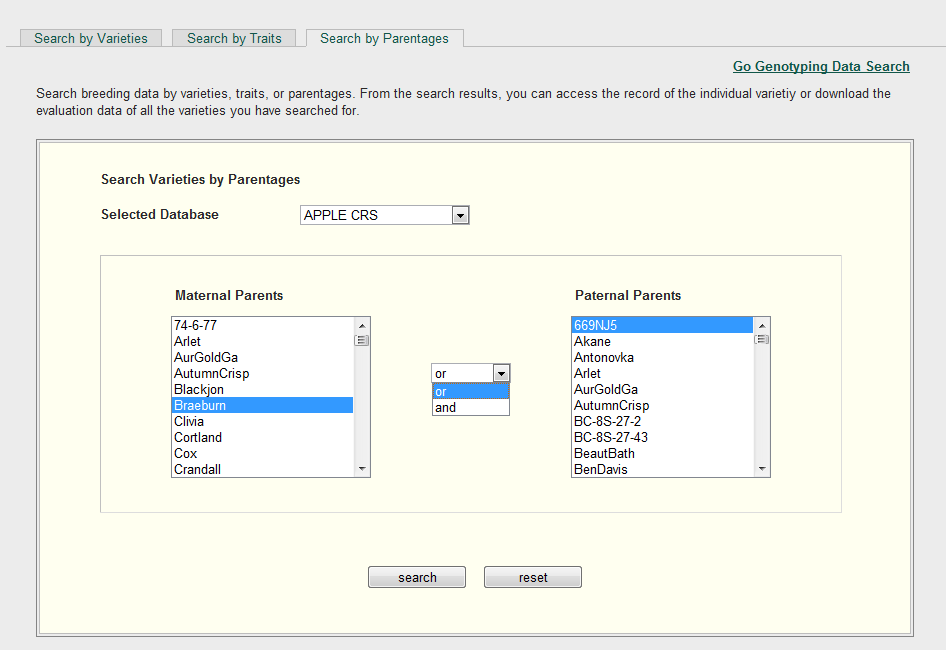 Search by Varieties
Search by Traits
Search by Parentages
Go Genotyping Data Search
Search breeding data by varieties, traits, or parentages. From the search results, you can access the record of the individual varietiy or download the
evaluation data of all the varieties you have searched for.
Search Varieties by Parentages
Selected Database
APPLE CRS
Maternal Parents
74-6-77
Arlet
AurGoldGa
AutumnCrisp
Blackjon
Braeburn
Clivia
Cortland
Cox
Crandall
or
or
and
Paternal Parents
669NJ5
Akane
Antonovka
Arlet
AurGoldGa
AutumnCrisp
BC-8S-27-2
BC-8S-27-43
BeautBath
BenDavis
search
reset